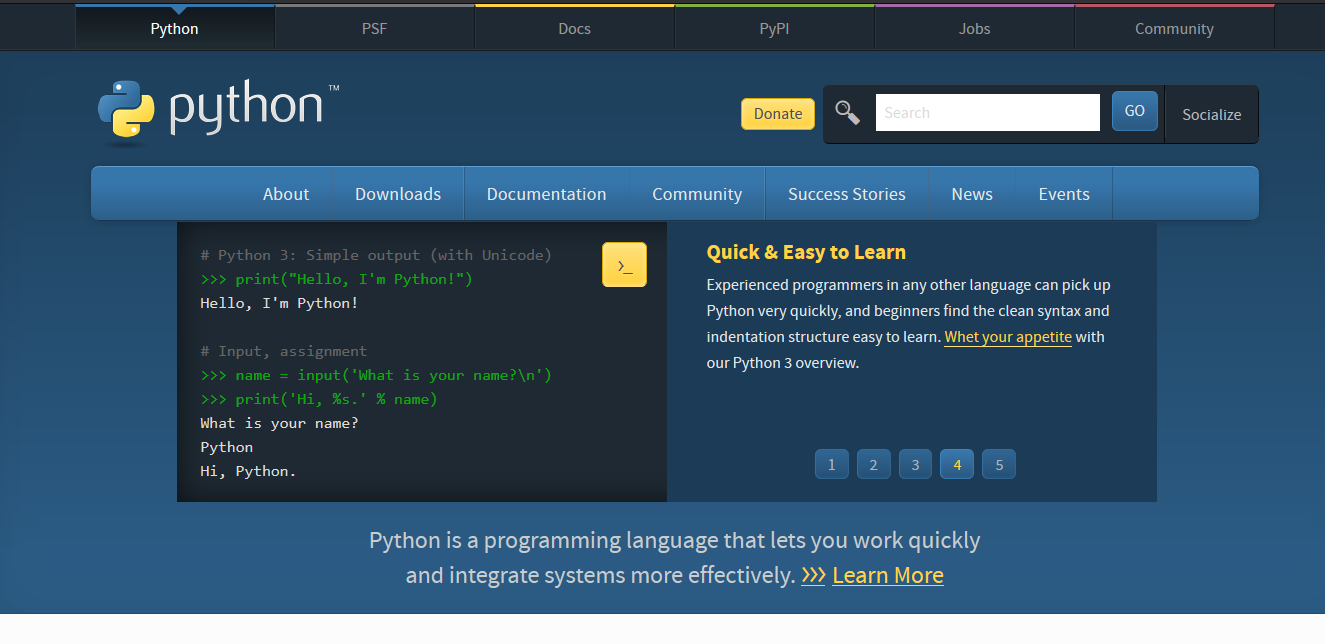 Python PSF Docs PyPI Jobs Community
python™
Donate Search GO Socialize
About Downloads Documentation Community Success Stories News Events
# Python 3: Simple output (with Unicode)
>>> print("Hello, I'm Python!")
Hello, I'm Python!
# Input, assignment
>>> name = input('What is your name?\n')
>>> print('Hi, %s.' % name)
What is your name?
Python
Hi, Python.
>_
Quick & Easy to Learn
Experienced programmers in any other language can pick up
Python very quickly, and beginners find the clean syntax and
indentation structure easy to learn. Whet your appetite with
our Python 3 overview.
1 2 3 4 5
Python is a programming language that lets you work quickly
and integrate systems more effectively. >>> Learn More